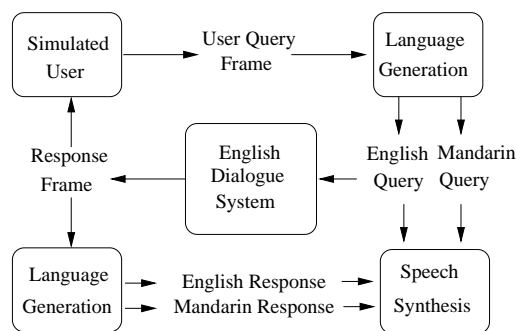 Simulated
User
User Query
Frame
Language
Generation
Response
Frame
English
Dialogue
System
English
Query
Mandarin
Query
Language
Generation
English Response
Mandarin Response
Speech
Synthesis